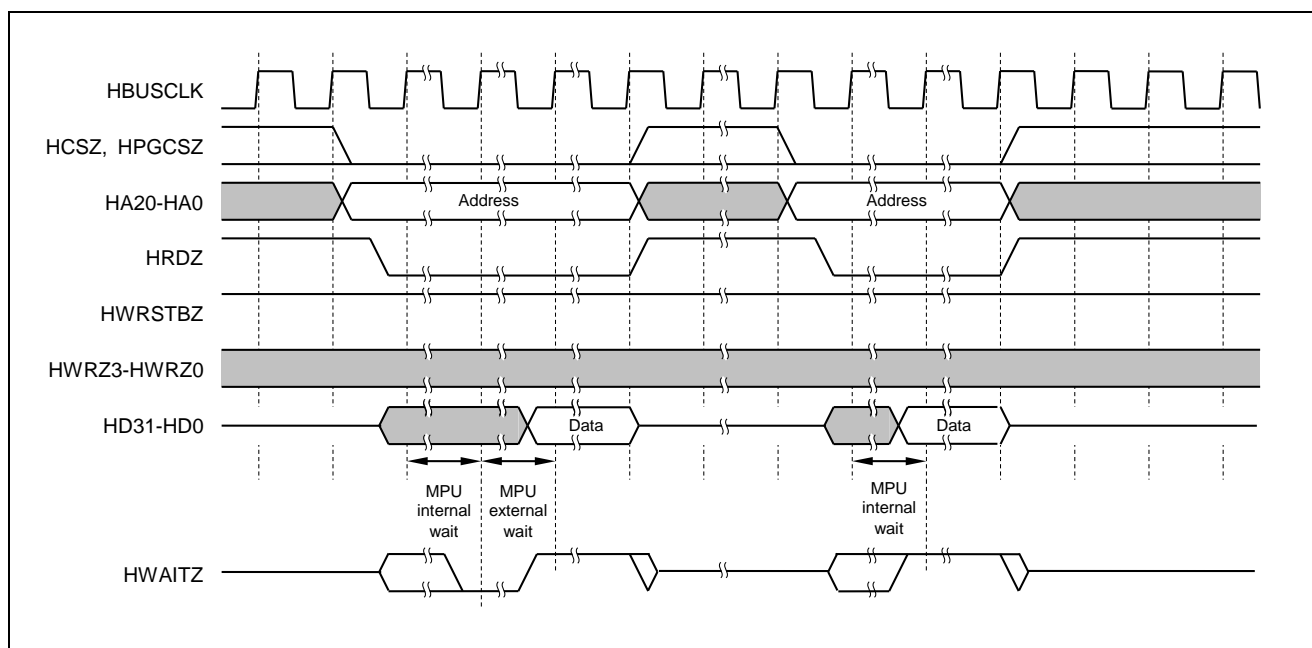 HBUSCLK
HCSZ, HPGCSZ
HA20-HA0
Address
Address
HRDZ
HWRSTBZ
HWRZ3-HWRZ0
HD31-HD0
Data
Data
MPU
internal
wait
MPU
external
wait
MPU
internal
wait
HWAITZ